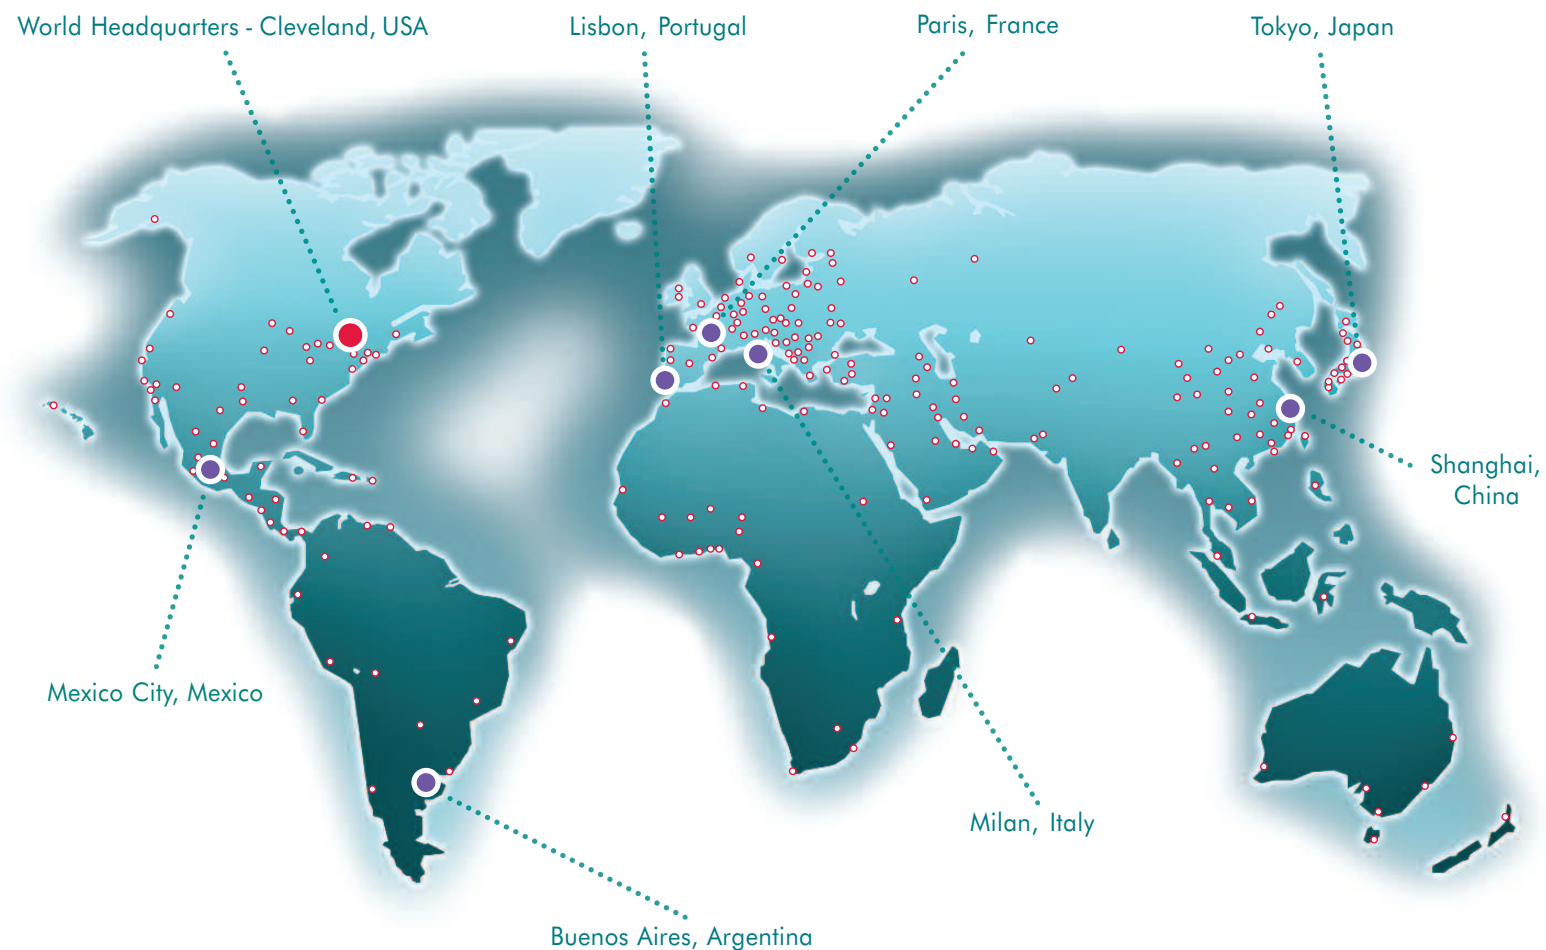 World Headquarters - Cleveland, USA
Lisbon, Portugal
Paris, France
Tokyo, Japan
Shanghai,
China
Mexico City, Mexico
Milan, Italy
Buenos Aires, Argentina